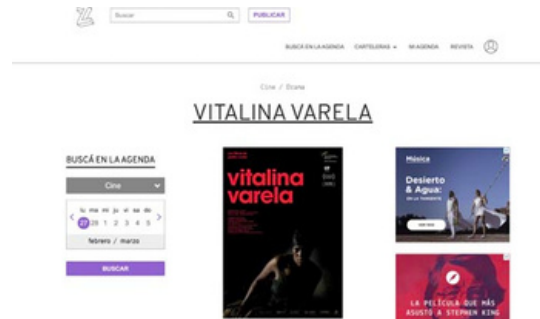 Buscar
PUBLICAR
BUSCÁ EN LA AGENDA CARTELERAS MI AGENDA REVISTA
Cine / Drama
VITALINA VARELA
BUSCÁ EN LA AGENDA
Cine
lu ma mi ju vi sa do
27 28 1 2 3 4 5
febrero / marzo
BUSCAR
vitalina
varela
Música
Desierto
& Agua:
VER MÁS
LA PELÍCULA QUE MÁS
ASUSTÓ A STEPHEN KING